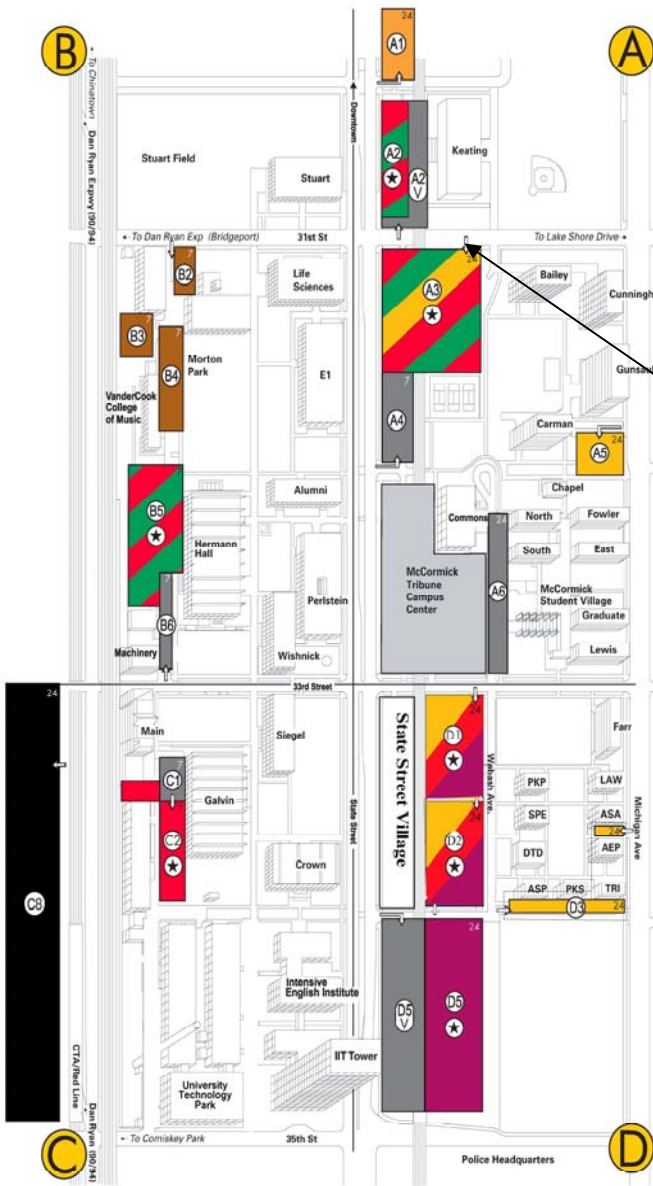 B
A
24
A1
To Chinatown
Dan Ryan Expwy (90/94)
Downtown
Stuart Field
Stuart
A2
A2
V
Keating
To Dan Ryan Exp (Bridgeport)
31st St
To Lake Shore Drive
7
B2
Life
Sciences
24
A3
Bailey
Cunningh
7
B3
B4
7
Morton
Park
E1
Gunsau
VanderCook
College
of Music
7
A4
Carman
24
A5
B5
Alumni
Chapel
Commons
24
North
Fowler
Hermann
Hall
South
East
7
McCormick
Tribune
Campus
Center
A6
McCormick
Student Village
Perlstein
B6
Graduate
Machinery
Wishnick
Lewis
24
33rd Street
Main
Siegel
State Street Village
24
D1
Wabash Ave.
Farr
7
C1
Galvin
PKP
LAW
Michigan Ave
C2
State Street
24
D2
SPE
ASA
24
DTD
AEP
Crown
C8
ASP
PKS
TRI
D3
24
24
Intensive
English Institute
D5
V
D5
IIT Tower
CTA/Red Line
University
Technology
Park
Dan Ryan (90/94)
To Comiskey Park
35th St
Police Headquarters
C
D